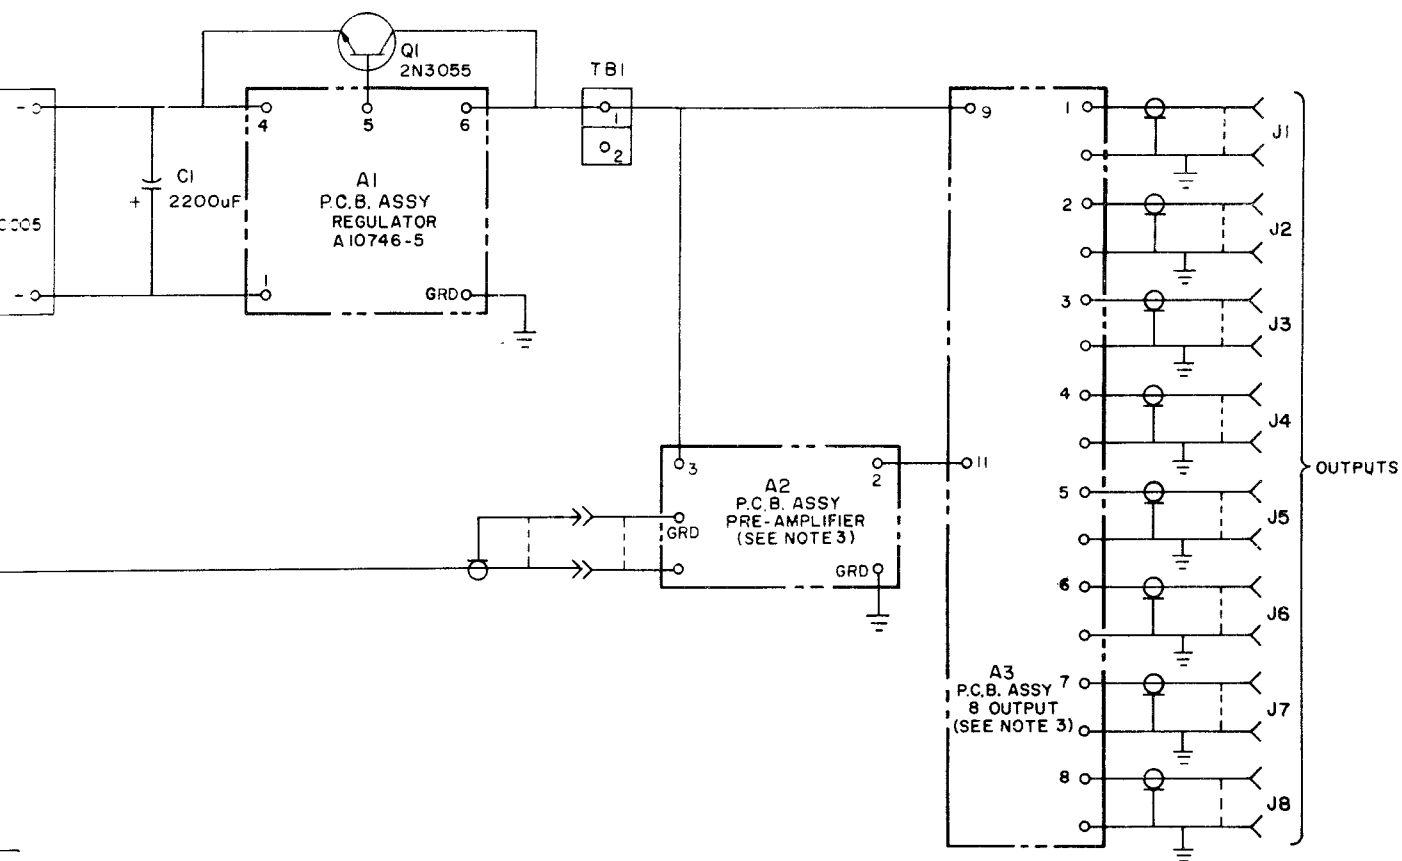 Q1
2N3055
TB1
4
5
6
1
2
9
1
J1
C1
+
2200uF
A1
P.C.B. ASSY
REGULATOR
A10746-5
2
J2
1
GRD
3
J3
4
J4
3
A2
P.C.B. ASSY
PRE-AMPLIFIER
(SEE NOTE 3)
2
11
OUTPUTS
5
J5
GRD
GRD
6
J6
A3
P.C.B. ASSY
8 OUTPUT
(SEE NOTE 3)
7
J7
8
J8